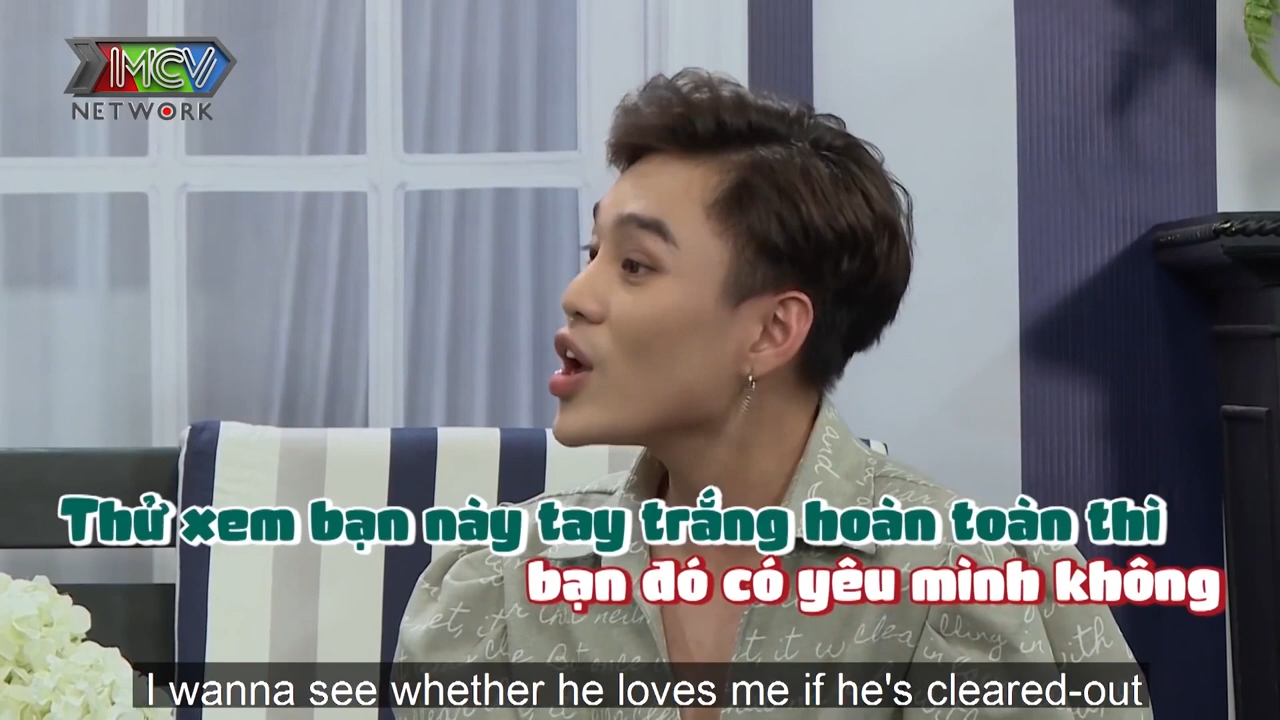 MCV
NETWORK
Thử xem bạn này tay trắng hoàn toàn thì
bạn đó có yêu mình không
I wanna see whether he loves me if he's cleared-out